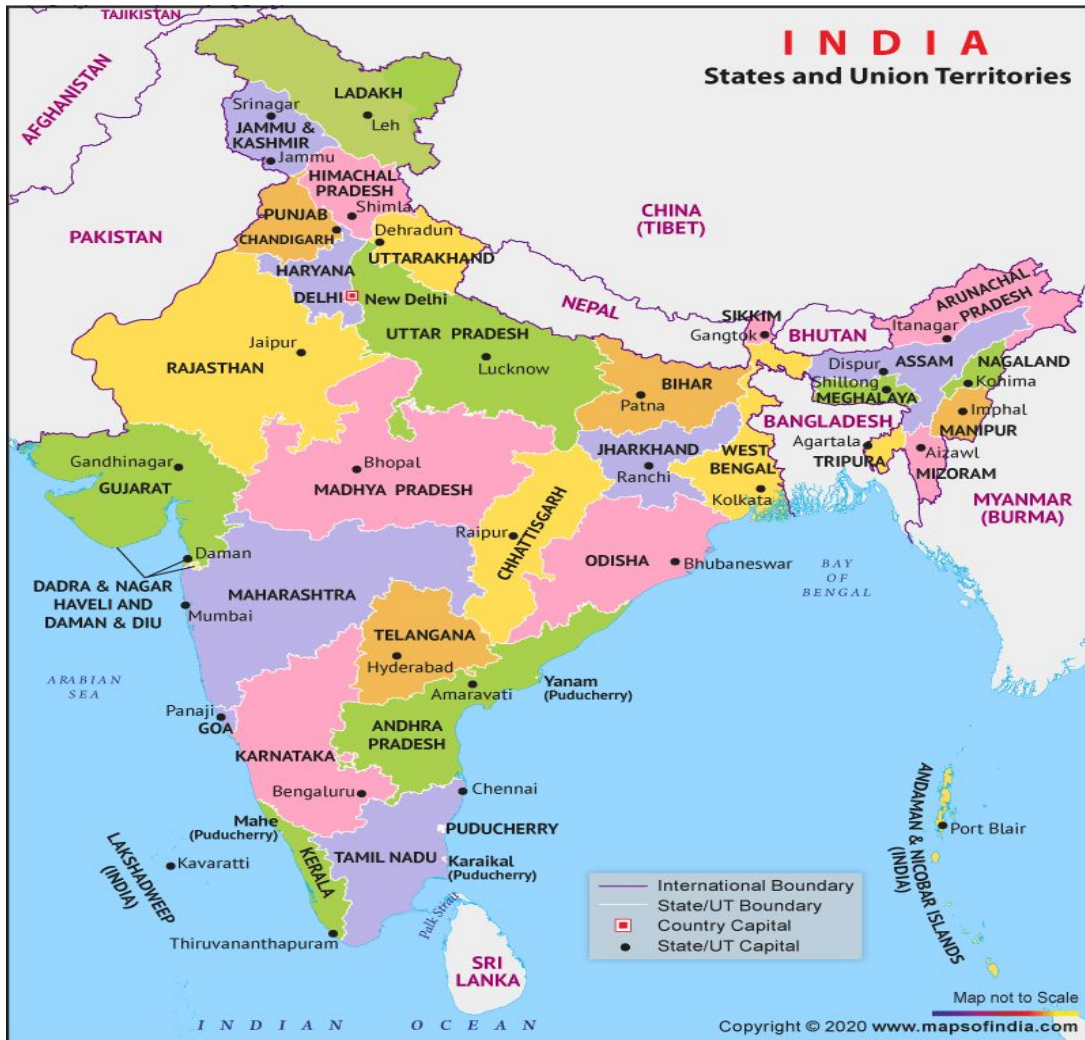 TAJIKISTAN
INDIA
States and Union Territories
AFGHANISTAN
LADAKH
Srinagar
Leh
JAMMU &
KASHMIR
Jammu
HIMACHAL
PRADESH
Shimla
PUNJAB
CHANDIGARH
Dehradun
UTTARAKHAND
PAKISTAN
CHINA
(TIBET)
HARYANA
DELHI
New Delhi
NEPAL
UTTAR PRADESH
Lucknow
Jaipur
RAJASTHAN
SIKKIM
Gangtok
BHUTAN
ARUNACHAL
PRADESH
Itanagar
Dispur
ASSAM
NAGALAND
Shillong
MEGHALAYA
Kohima
BIHAR
Patna
BANGLADESH
Imphal
MANIPUR
Agartala
TRIPURA
Aizawl
MIZORAM
JHARKHAND
Ranchi
WEST
BENGAL
Kolkata
MYANMAR
(BURMA)
Gandhinagar
GUJARAT
Bhopal
MADHYA PRADESH
Raipur
CHHATTISGARH
ODISHA
Bhubaneswar
BAY
OF
BENGAL
Daman
DADRA & NAGAR
HAVELI AND
DAMAN & DIU
MAHARASHTRA
Mumbai
TELANGANA
Hyderabad
ARABIAN
SEA
Amaravati
Yanam
(Puducherry)
Panaji
GOA
ANDHRA
PRADESH
KARNATAKA
Bengaluru
Chennai
Mahe
(Puducherry)
PUDUCHERRY
LAKSHADWEEP
(INDIA)
Kavaratti
KERALA
TAMIL NADU
Karaikal
(Puducherry)
Thiruvananthapuram
Palk Strait
SRI
LANKA
ANDAMAN & NICOBAR ISLANDS
(INDIA)
Port Blair
International Boundary
State/UT Boundary
Country Capital
State/UT Capital
INDIAN OCEAN
Map not to Scale
Copyright © 2020 www.mapsofindia.com